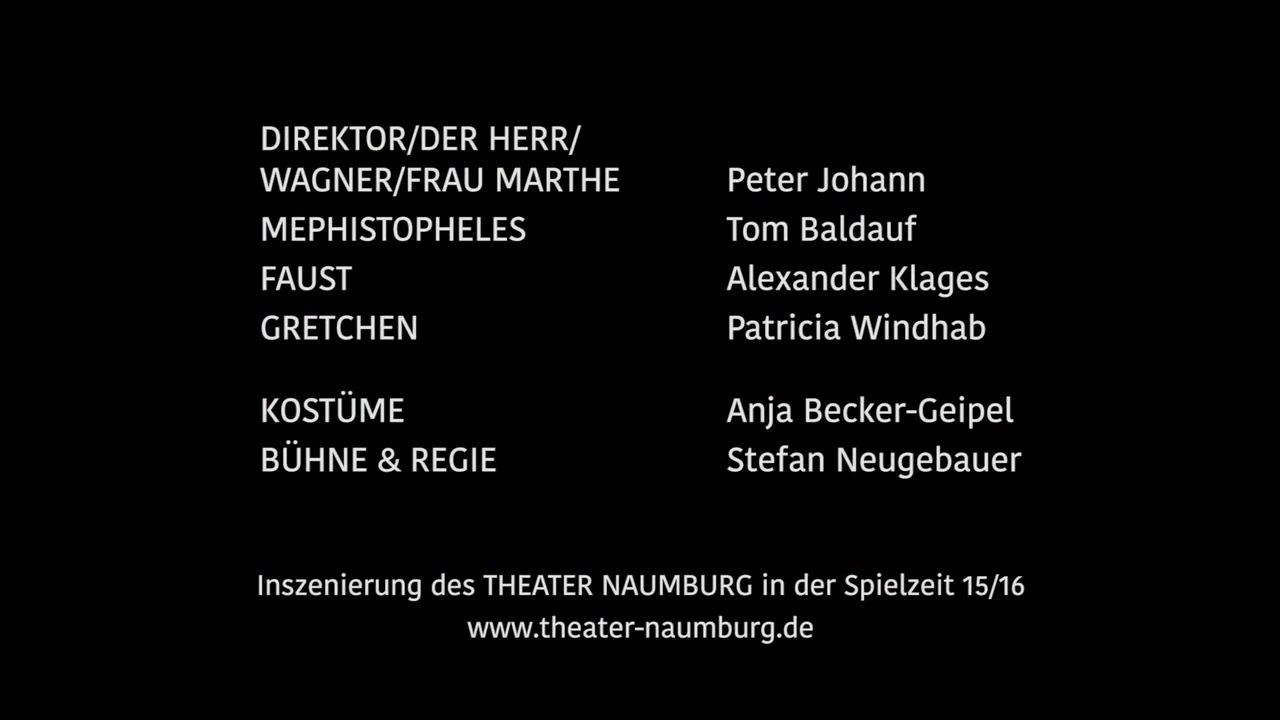 DIREKTOR/DER HERR/
WAGNER/FRAU MARTHE Peter Johann
MEPHISTOPHELES Tom Baldauf
FAUST Alexander Klages
GRETCHEN Patricia Windhab
KOSTÜME Anja Becker-Geipel
BÜHNE & REGIE Stefan Neugebauer
Inszenierung des THEATER NAUMBURG in der Spielzeit 15/16
www.theater-naumburg.de